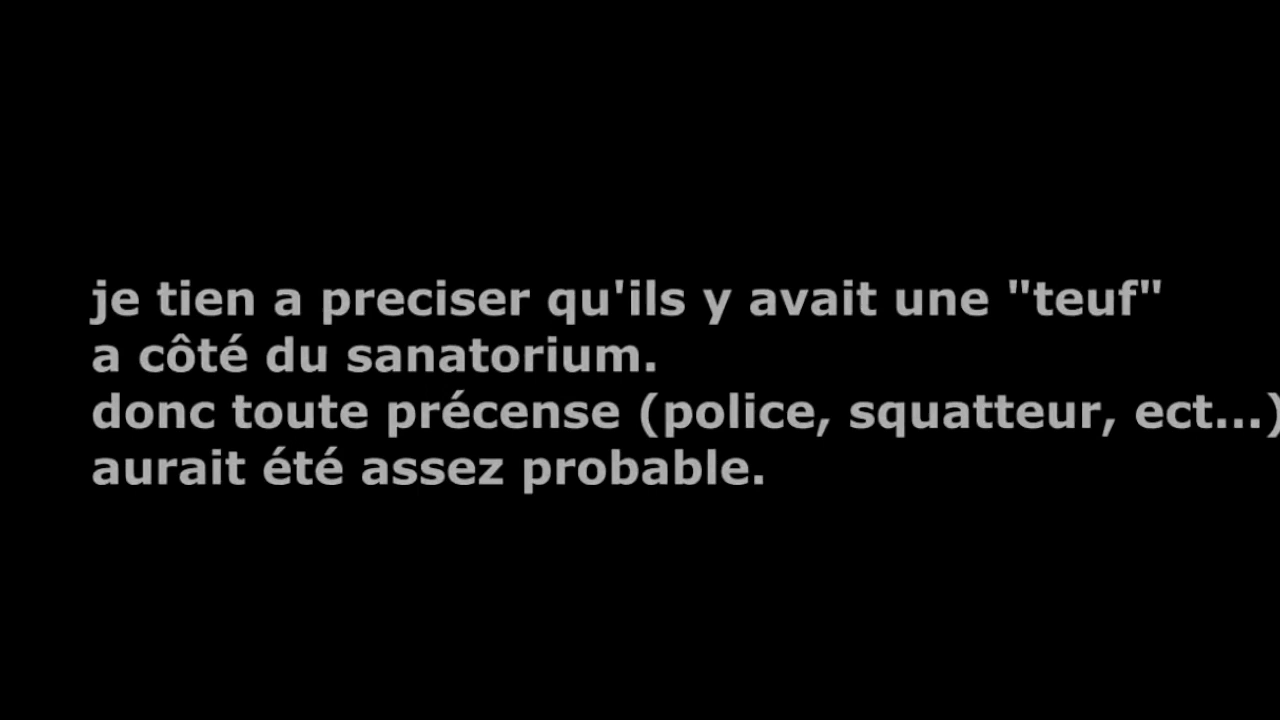 je tien a preciser qu'ils y avait une "teuf"
a côté du sanatorium.
donc toute précense (police, squatteur, ect...)
aurait été assez probable.